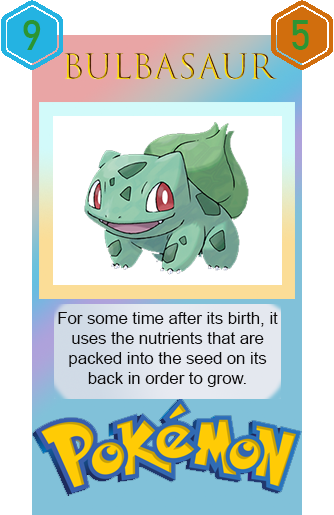 9 5
BULBASAUR
For some time after its birth, it
uses the nutrients that are
packed into the seed on its
back in order to grow.
POKéMON